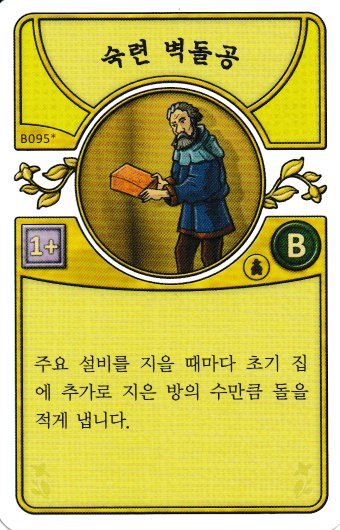 숙련 벽돌공
B095*
1+
B
주요 설비를 지을 때마다 초기 집
에 추가로 지은 방의 수만큼 돌을
적게 냅니다.